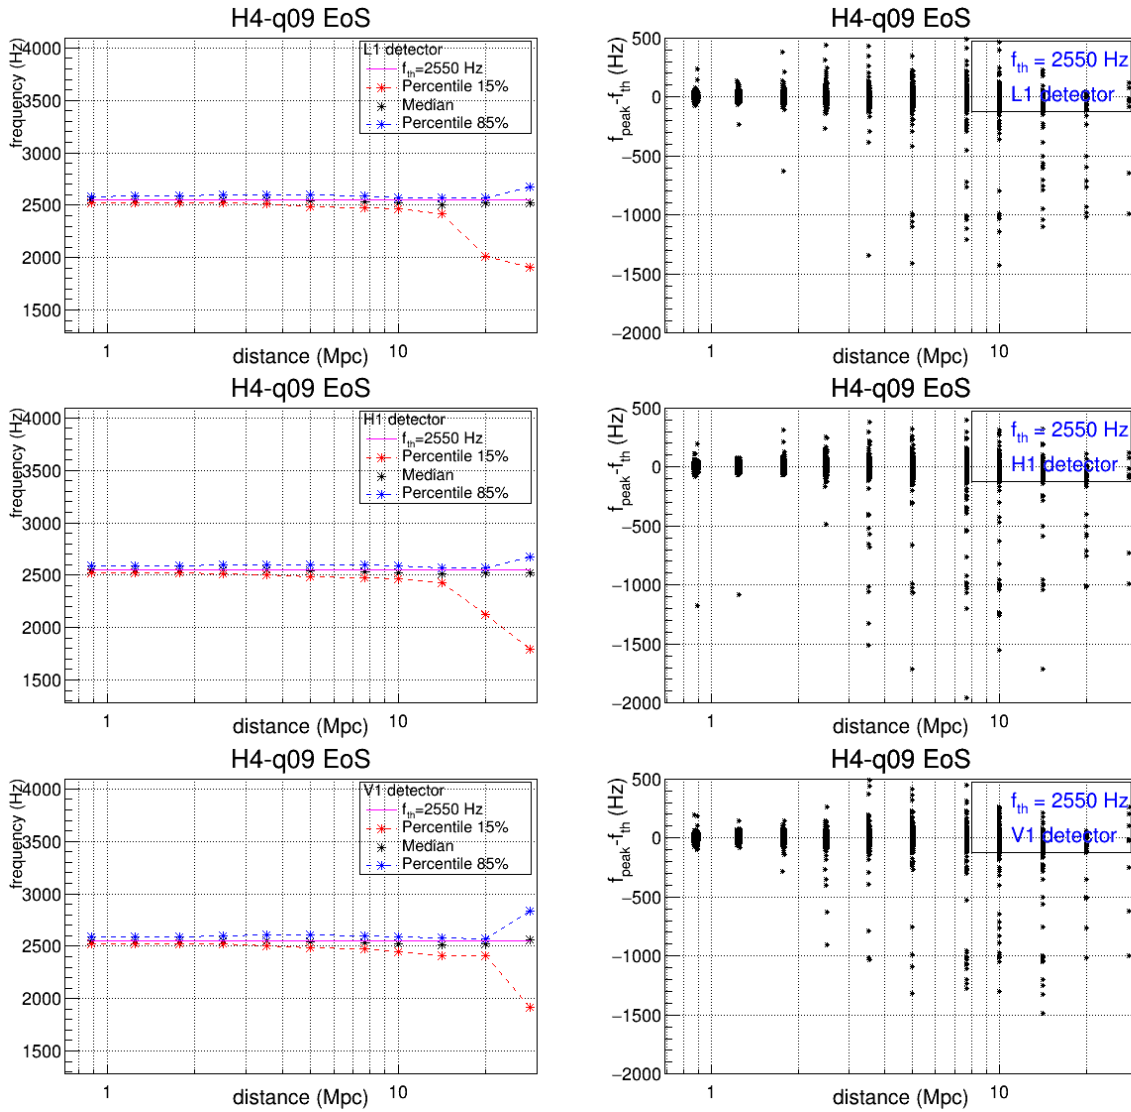 H4-q09 EoS
frequency (Hz)
4000
3500
3000
2500
2000
1500
L1 detector
f_th=2550 Hz
Percentile 15%
Median
Percentile 85%
1
10
distance (Mpc)
H4-q09 EoS
f_peak-f_th (Hz)
500
0
−500
−1000
−1500
−2000
f_th = 2550 Hz
L1 detector
1
10
distance (Mpc)
H4-q09 EoS
frequency (Hz)
4000
3500
3000
2500
2000
1500
H1 detector
f_th=2550 Hz
Percentile 15%
Median
Percentile 85%
1
10
distance (Mpc)
H4-q09 EoS
f_peak-f_th (Hz)
500
0
−500
−1000
−1500
−2000
f_th = 2550 Hz
H1 detector
1
10
distance (Mpc)
H4-q09 EoS
frequency (Hz)
4000
3500
3000
2500
2000
1500
V1 detector
f_th=2550 Hz
Percentile 15%
Median
Percentile 85%
1
10
distance (Mpc)
H4-q09 EoS
f_peak-f_th (Hz)
500
0
−500
−1000
−1500
−2000
f_th = 2550 Hz
V1 detector
1
10
distance (Mpc)